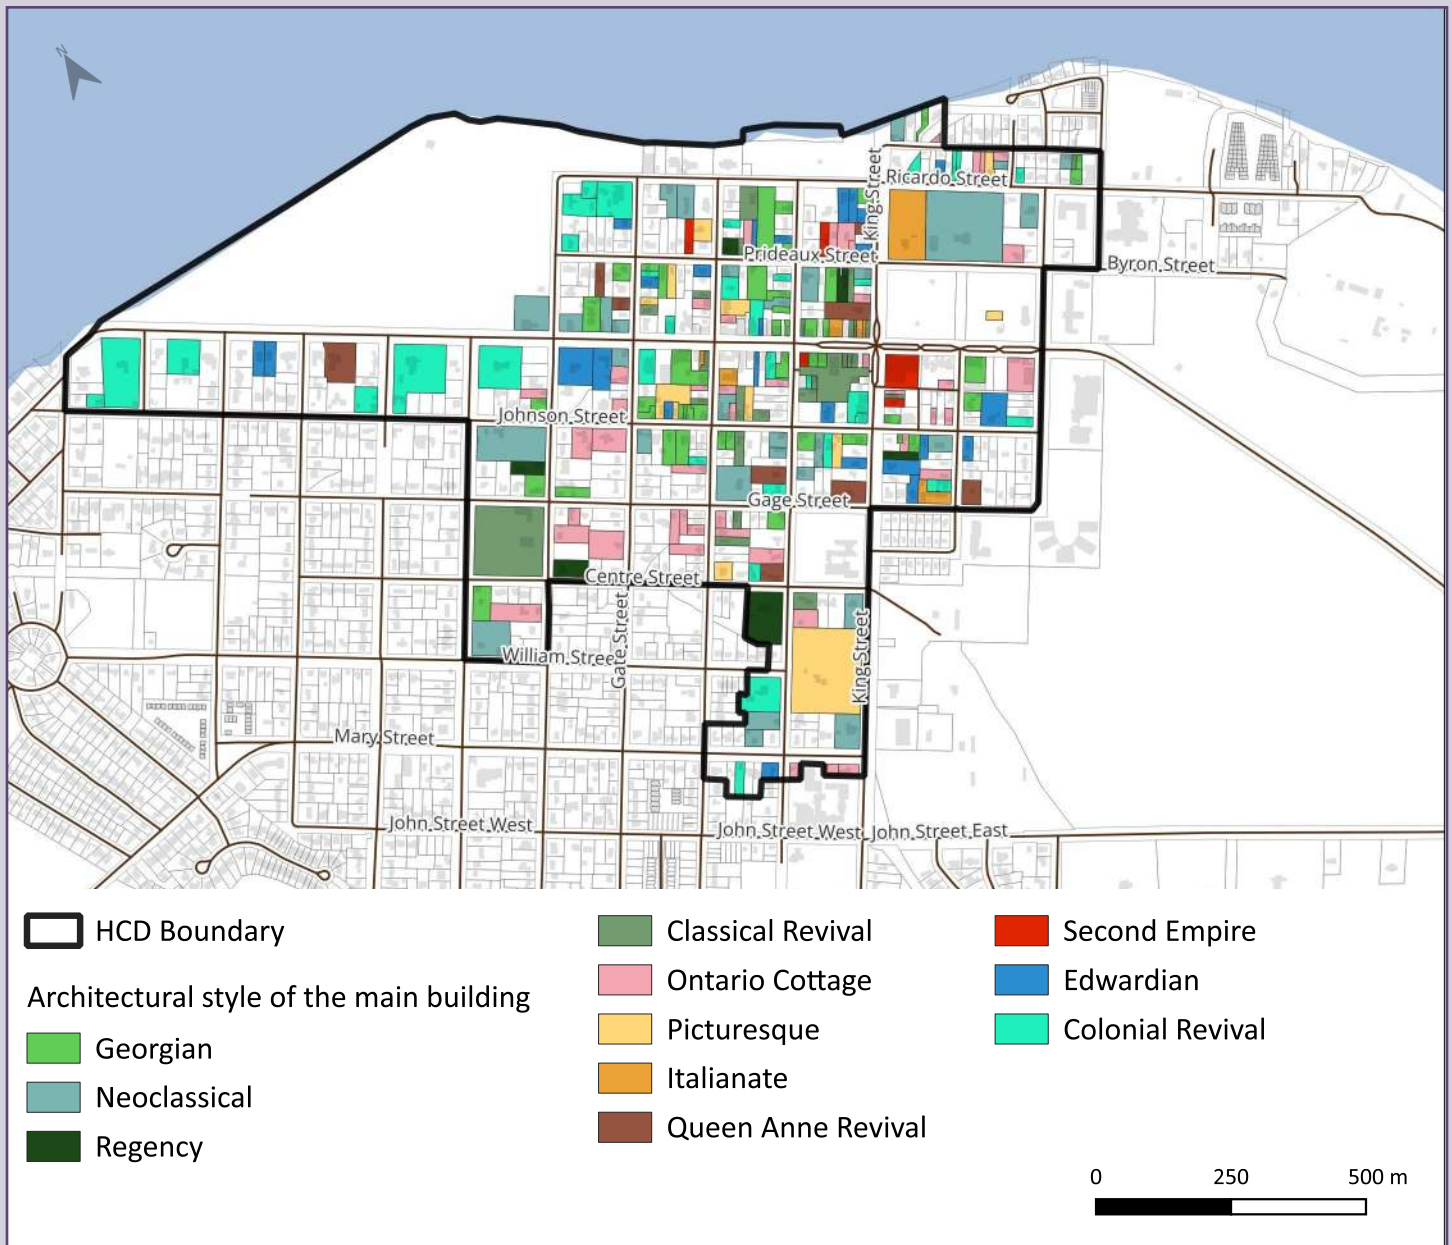 N
King Street
Ricardo Street
Prideaux Street
Byron Street
Johnson Street
Gage Street
Centre Street
Gate Street
William Stree
King Street
Mary Street
John Street West
John Street West
John Street East
HCD Boundary
Architectural style of the main building
Georgian
Neoclassical
Regency
Classical Revival
Ontario Cottage
Picturesque
Italianate
Queen Anne Revival
Second Empire
Edwardian
Colonial Revival
0 250 500 m